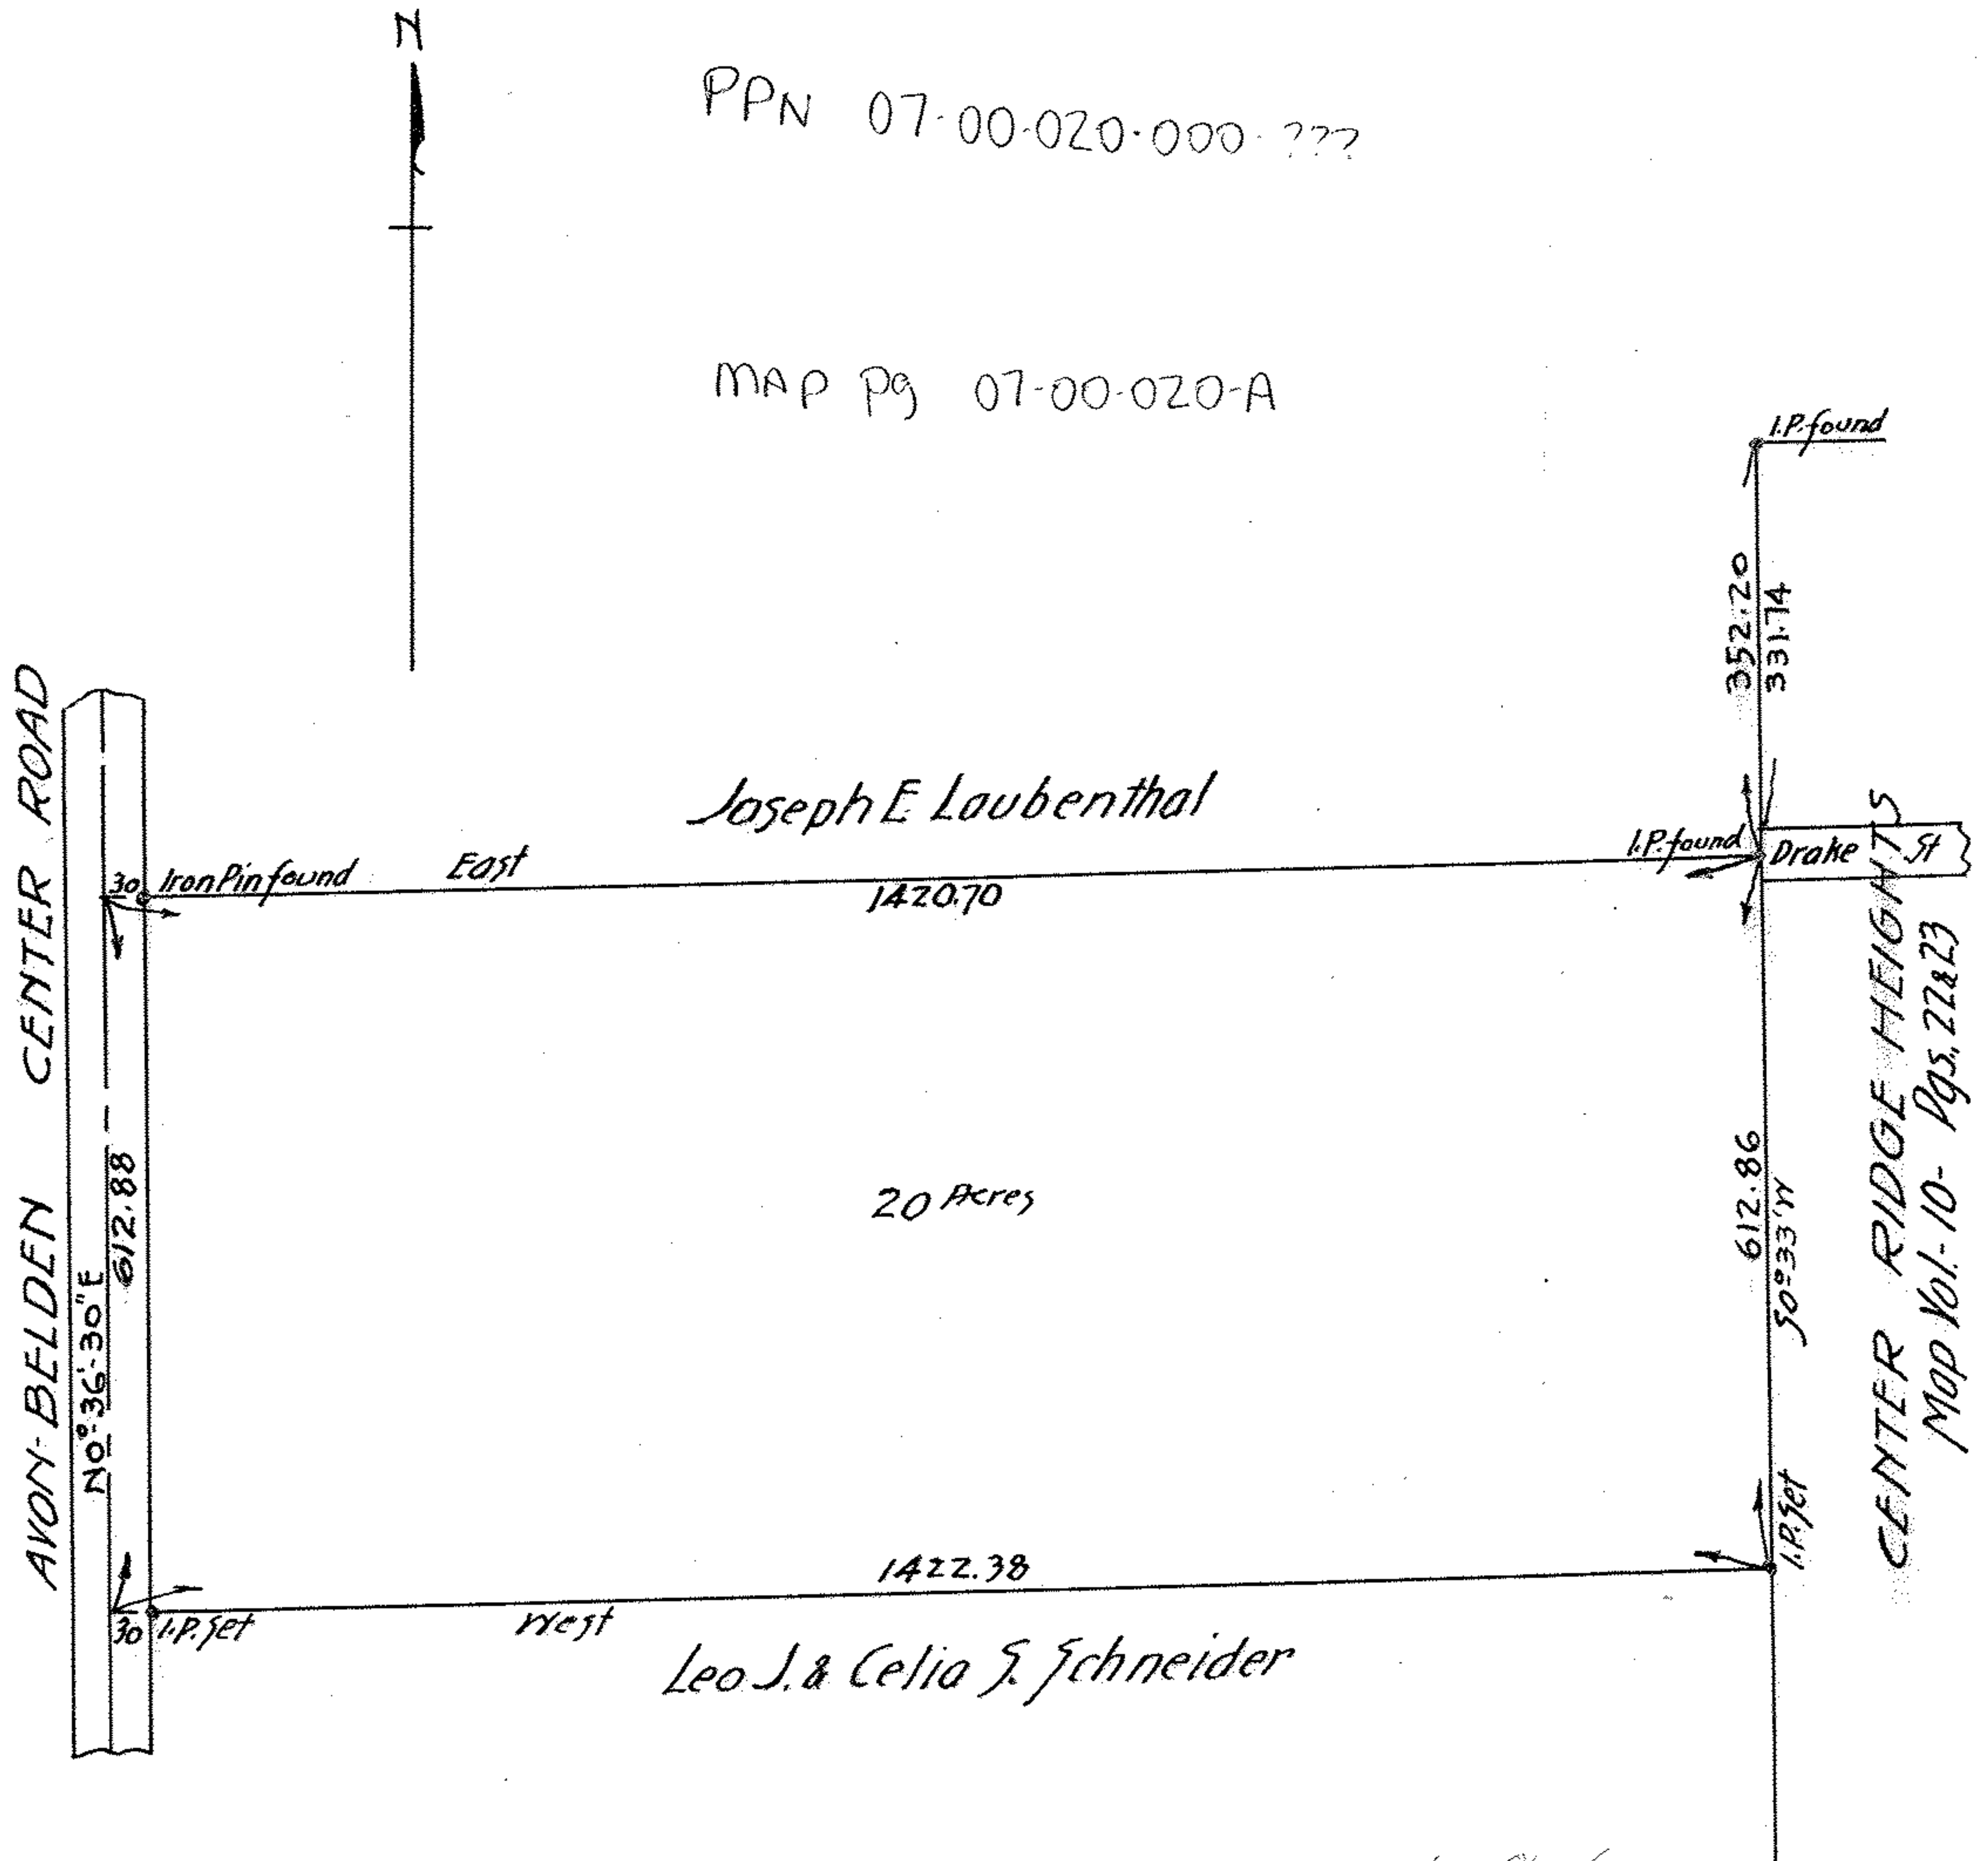 N
PPN 07-00-020-000-???
MAP Pg 07-00-020-A
I.P. found
352.20
331.74
Joseph E Laubenthal
AVON-BELDEN CENTER ROAD
30
Iron Pin found
East
1420.70
I.P. found
Drake St
612.88
N0°-36'-30"E
20 Acres
612.86
S0°33'W
CENTER RIDGE HEIGHTS
Map Vol.-10- Pgs. 22&23
1422.38
I.P. Set
30
I.P. Set
West
Leo J. & Celia S. Schneider